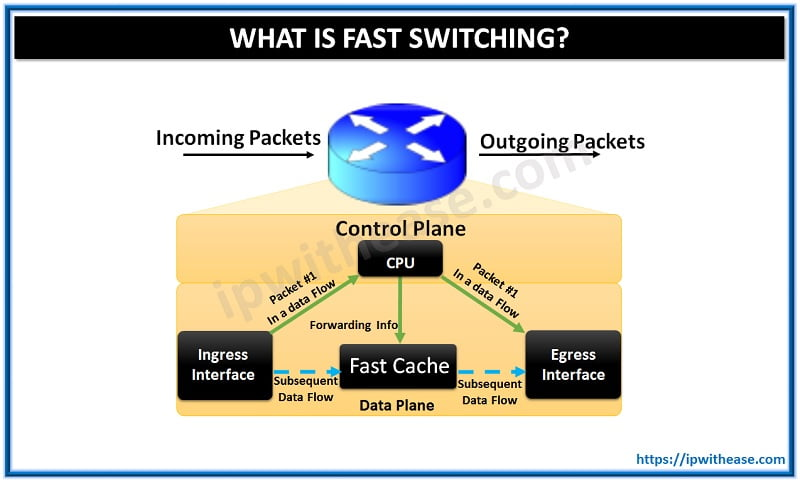 WHAT IS FAST SWITCHING?
Incoming Packets
Outgoing Packets
ipwithease.com
Control Plane
CPU
Packet #1
In a data Flow
Packet #1
In a data Flow
Forwarding Info
Ingress
Interface
Fast Cache
Egress
Interface
Subsequent
Data Flow
Subsequent
Data Flow
Data Plane
https://ipwithease.com